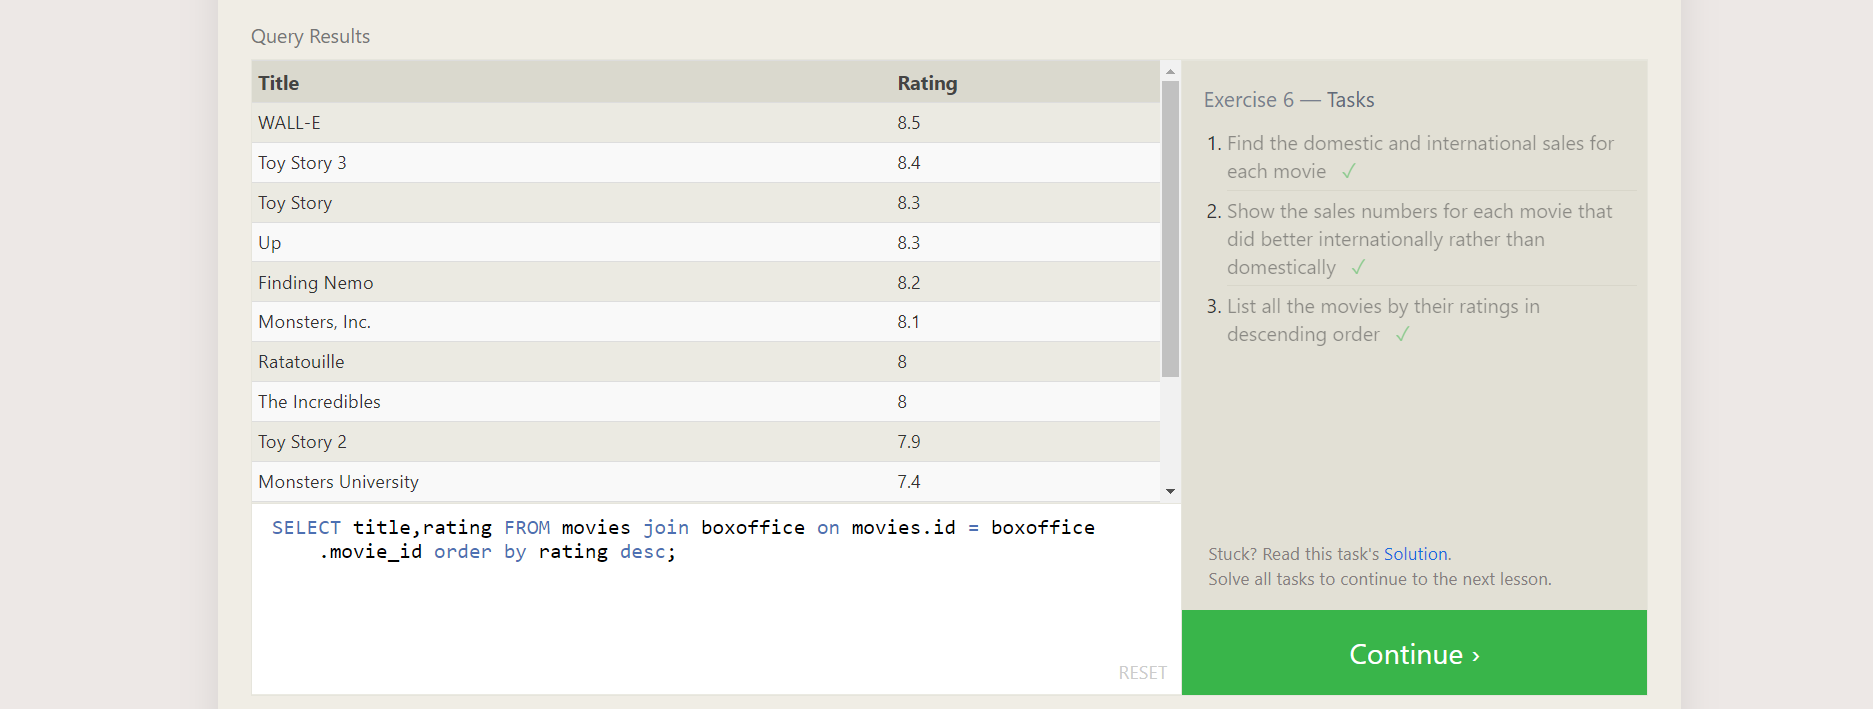 Query Results
Title Rating
WALL-E 8.5
Toy Story 3 8.4
Toy Story 8.3
Up 8.3
Finding Nemo 8.2
Monsters, Inc. 8.1
Ratatouille 8
The Incredibles 8
Toy Story 2 7.9
Monsters University 7.4
SELECT title,rating FROM movies join boxoffice on movies.id = boxoffice
.movie_id order by rating desc;
RESET
Exercise 6 — Tasks
1. Find the domestic and international sales for
each movie ✓
2. Show the sales numbers for each movie that
did better internationally rather than
domestically ✓
3. List all the movies by their ratings in
descending order ✓
Stuck? Read this task's Solution.
Solve all tasks to continue to the next lesson.
Continue ›